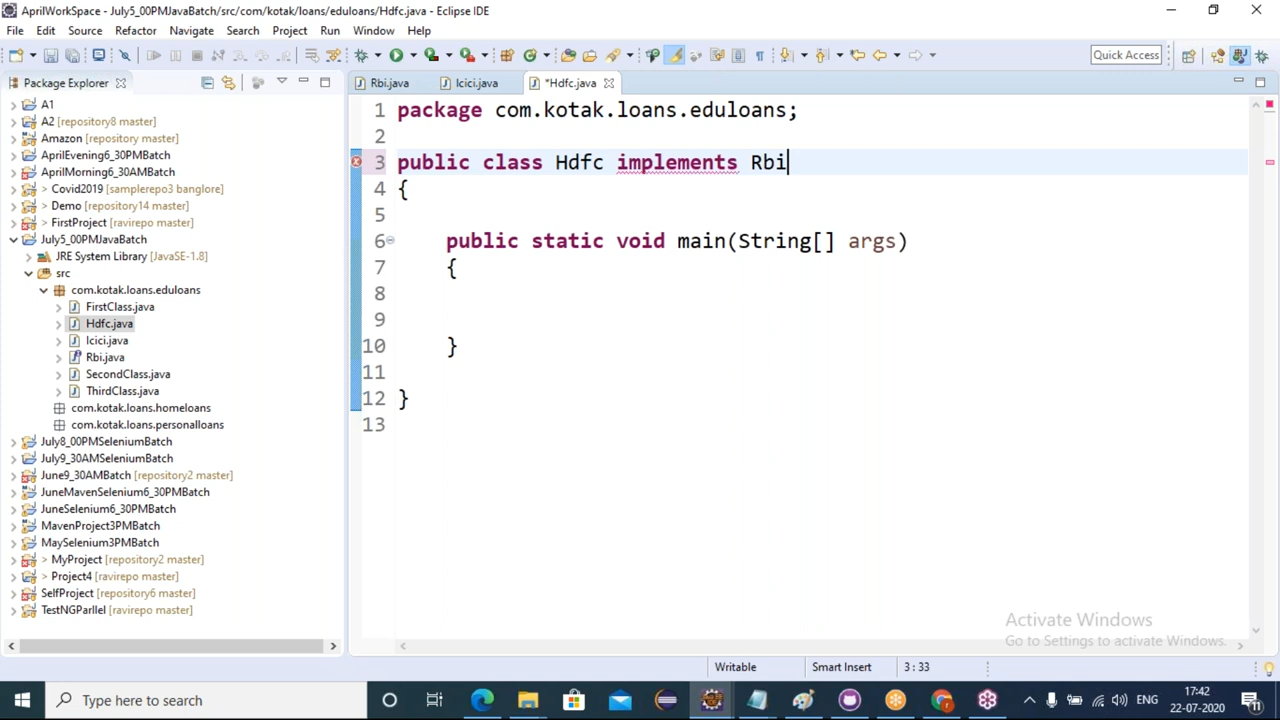 AprilWorkSpace - July5_00PMJavaBatch/src/com/kotak/loans/eduloans/Hdfc.java - Eclipse IDE
File Edit Source Refactor Navigate Search Project Run Window Help
Quick Access
Package Explorer
Rbi.java Icici.java *Hdfc.java
A1
A2 [repository8 master]
Amazon [repository master]
AprilEvening6_30PMBatch
AprilMorning6_30AMBatch
> Covid2019 [samplerepo3 banglore]
> Demo [repository14 master]
> FirstProject [ravirepo master]
July5_00PMJavaBatch
JRE System Library [JavaSE-1.8]
src
com.kotak.loans.eduloans
FirstClass.java
Hdfc.java
Icici.java
Rbi.java
SecondClass.java
ThirdClass.java
com.kotak.loans.homeloans
com.kotak.loans.personalloans
July8_00PMSeleniumBatch
July9_30AMSeleniumBatch
June9_30AMBatch [repository2 master]
JuneMavenSelenium6_30PMBatch
JuneSelenium6_30PMBatch
MavenProject3PMBatch
MaySelenium3PMBatch
> MyProject [repository2 master]
> Project4 [ravirepo master]
SelfProject [repository6 master]
TestNGParllel [ravirepo master]
1 package com.kotak.loans.eduloans;
2
3 public class Hdfc implements Rbi
4 {
5
6 public static void main(String[] args)
7 {
8
9
10 }
11
12 }
13
Activate Windows
Go to Settings to activate Windows.
Writable Smart Insert 3 : 33
Type here to search
ENG
17:42
22-07-2020
11